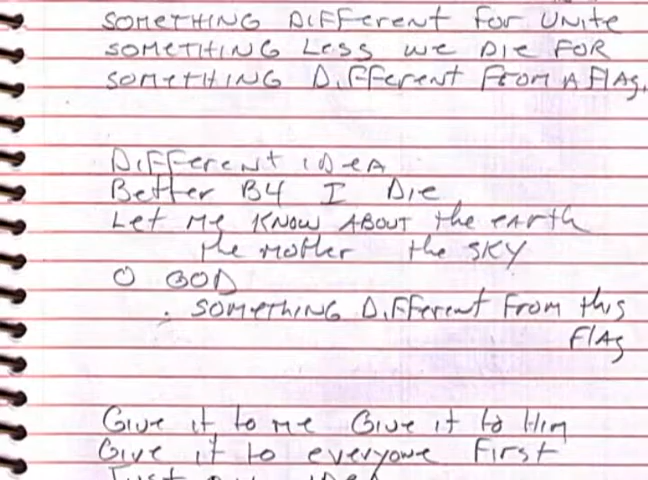 SOMETHING DIFFerent For UNITE
SOMETHING Less we DIE FOR
SOMEtHING DIFFerent From A FlAg.
DIFFerent IDeA
Better B4 I Die
Let Me KNOW ABOUT the eArth
the Mother the SKY
O GOD
SOMEtHING DIFFerent From this
FlAg
Give it to me Give it to Him
Give it to everyone First
Just IDeA